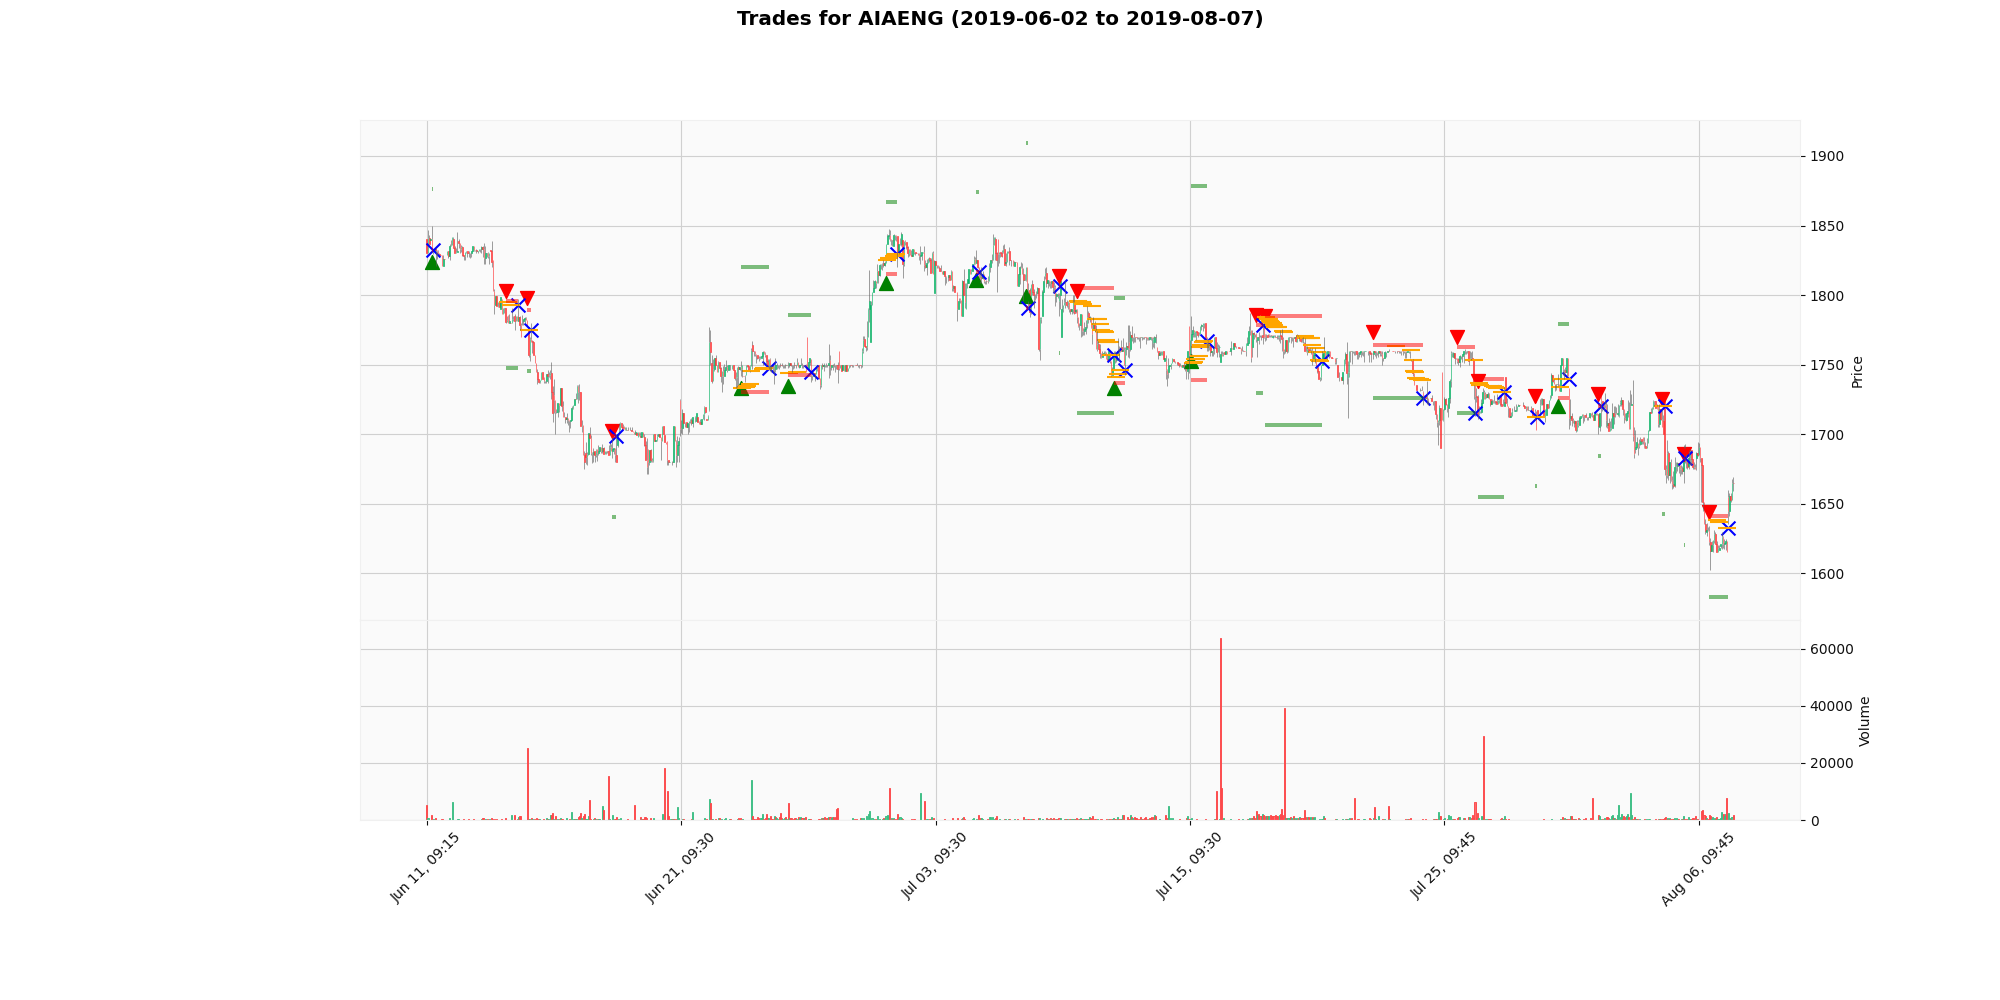 Trades for AIAENG (2019-06-02 to 2019-08-07)
1900
1850
1800
1750
1700
1650
1600
Price
60000
40000
20000
0
Volume
Jun 11, 09:15
Jun 21, 09:30
Jul 03, 09:30
Jul 15, 09:30
Jul 25, 09:45
Aug 06, 09:45